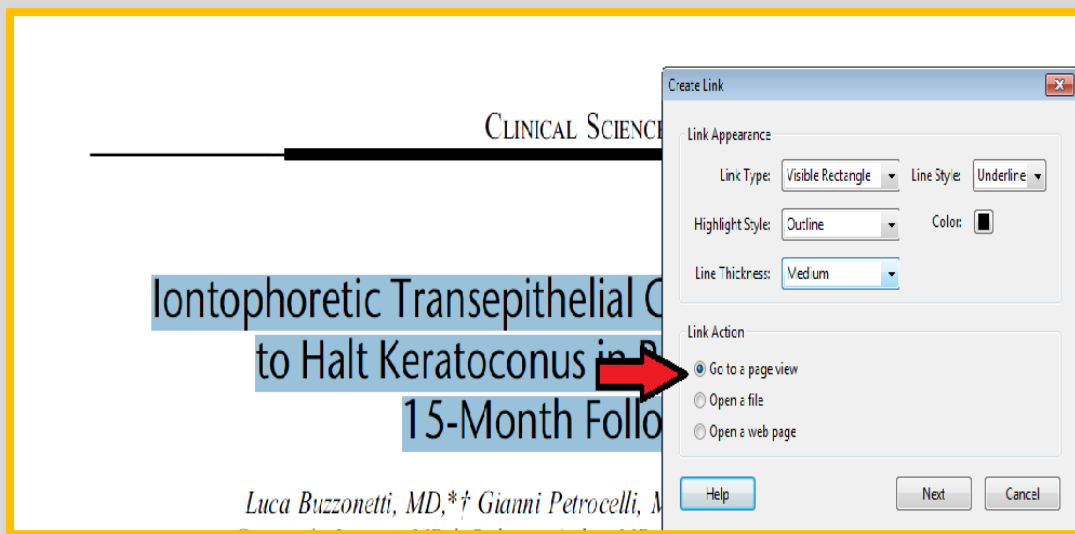 CLINICAL SCIENCE
Iontophoretic Transepithelial C
to Halt Keratoconus in
15-Month Follo
Luca Buzzonetti, MD,*† Gianni Petrocelli, M
Create Link
Link Appearance
Link Type: Visible Rectangle Line Style: Underline
Highlight Style: Outline Color:
Line Thickness: Medium
Link Action
Go to a page view
Open a file
Open a web page
Help Next Cancel